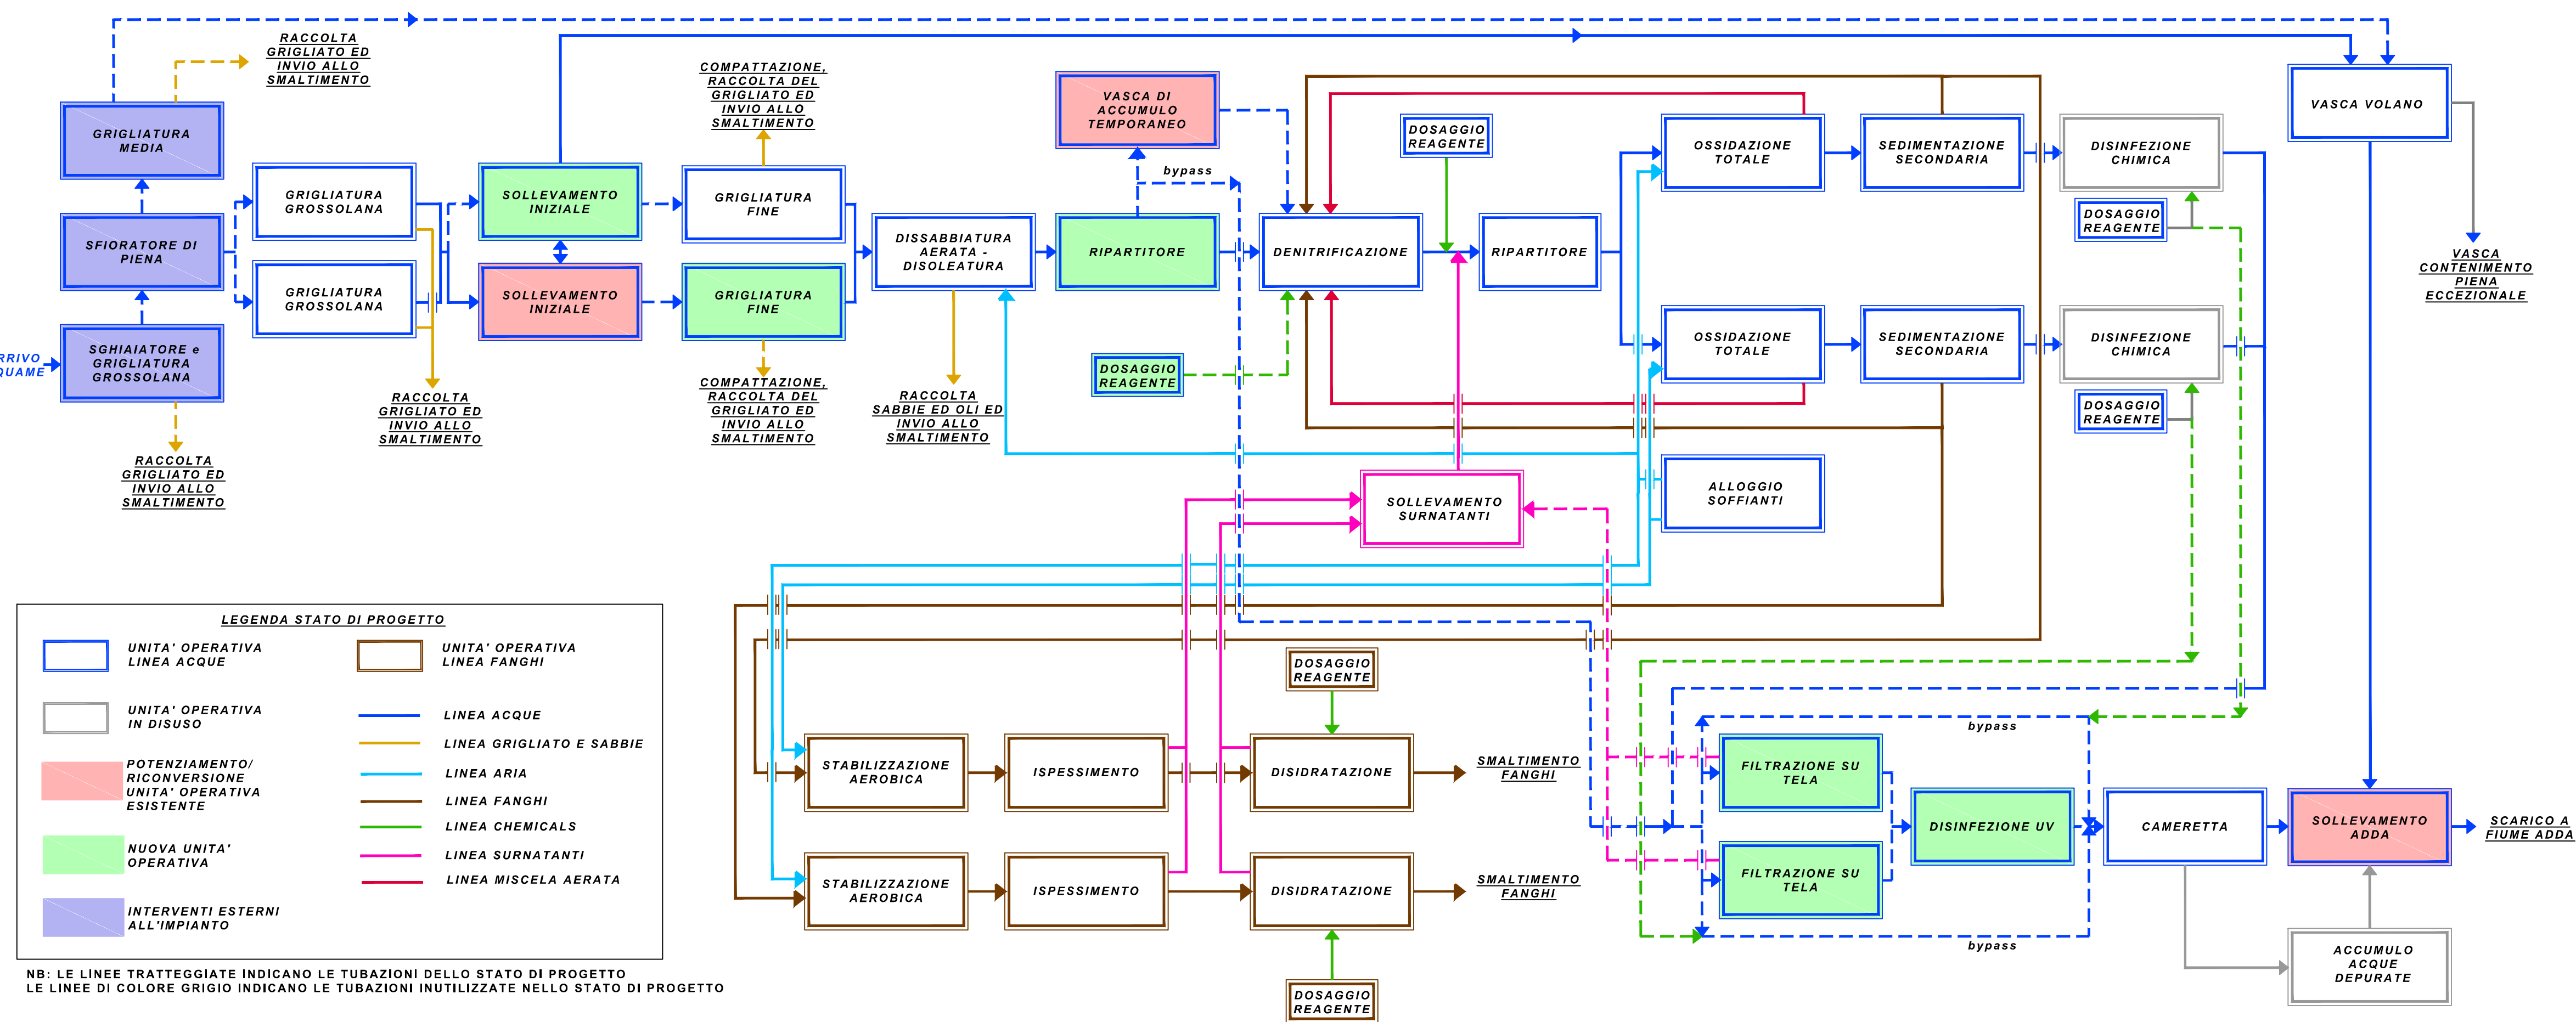 RACCOLTA
GRIGLIATO ED
INVIO ALLO
SMALTIMENTO
GRIGLIATURA
MEDIA
SFIORATORE DI
PIENA
SGHIAIATORE e
GRIGLIATURA
GROSSOLANA
RRIVO
QUAME
RACCOLTA
GRIGLIATO ED
INVIO ALLO
SMALTIMENTO
GRIGLIATURA
GROSSOLANA
GRIGLIATURA
GROSSOLANA
RACCOLTA
GRIGLIATO ED
INVIO ALLO
SMALTIMENTO
SOLLEVAMENTO
INIZIALE
SOLLEVAMENTO
INIZIALE
COMPATTAZIONE,
RACCOLTA DEL
GRIGLIATO ED
INVIO ALLO
SMALTIMENTO
GRIGLIATURA
FINE
GRIGLIATURA
FINE
COMPATTAZIONE,
RACCOLTA DEL
GRIGLIATO ED
INVIO ALLO
SMALTIMENTO
DISSABBIATURA
AERATA -
DISOLEATURA
RACCOLTA
SABBIE ED OLI ED
INVIO ALLO
SMALTIMENTO
VASCA DI
ACCUMULO
TEMPORANEO
bypass
RIPARTITORE
DOSAGGIO
REAGENTE
DENITRIFICAZIONE
DOSAGGIO
REAGENTE
RIPARTITORE
OSSIDAZIONE
TOTALE
SEDIMENTAZIONE
SECONDARIA
DISINFEZIONE
CHIMICA
DOSAGGIO
REAGENTE
OSSIDAZIONE
TOTALE
SEDIMENTAZIONE
SECONDARIA
DISINFEZIONE
CHIMICA
DOSAGGIO
REAGENTE
VASCA VOLANO
VASCA
CONTENIMENTO
PIENA
ECCEZIONALE
SOLLEVAMENTO
SURNATANTI
ALLOGGIO
SOFFIANTI
DOSAGGIO
REAGENTE
STABILIZZAZIONE
AEROBICA
ISPESSIMENTO
DISIDRATAZIONE
SMALTIMENTO
FANGHI
STABILIZZAZIONE
AEROBICA
ISPESSIMENTO
DISIDRATAZIONE
SMALTIMENTO
FANGHI
DOSAGGIO
REAGENTE
bypass
FILTRAZIONE SU
TELA
FILTRAZIONE SU
TELA
bypass
DISINFEZIONE UV
CAMERETTA
SOLLEVAMENTO
ADDA
SCARICO A
FIUME ADDA
ACCUMULO
ACQUE
DEPURATE
LEGENDA STATO DI PROGETTO
UNITA' OPERATIVA
LINEA ACQUE
UNITA' OPERATIVA
IN DISUSO
POTENZIAMENTO/
RICONVERSIONE
UNITA' OPERATIVA
ESISTENTE
NUOVA UNITA'
OPERATIVA
INTERVENTI ESTERNI
ALL'IMPIANTO
UNITA' OPERATIVA
LINEA FANGHI
LINEA ACQUE
LINEA GRIGLIATO E SABBIE
LINEA ARIA
LINEA FANGHI
LINEA CHEMICALS
LINEA SURNATANTI
LINEA MISCELA AERATA
NB: LE LINEE TRATTEGGIATE INDICANO LE TUBAZIONI DELLO STATO DI PROGETTO
LE LINEE DI COLORE GRIGIO INDICANO LE TUBAZIONI INUTILIZZATE NELLO STATO DI PROGETTO